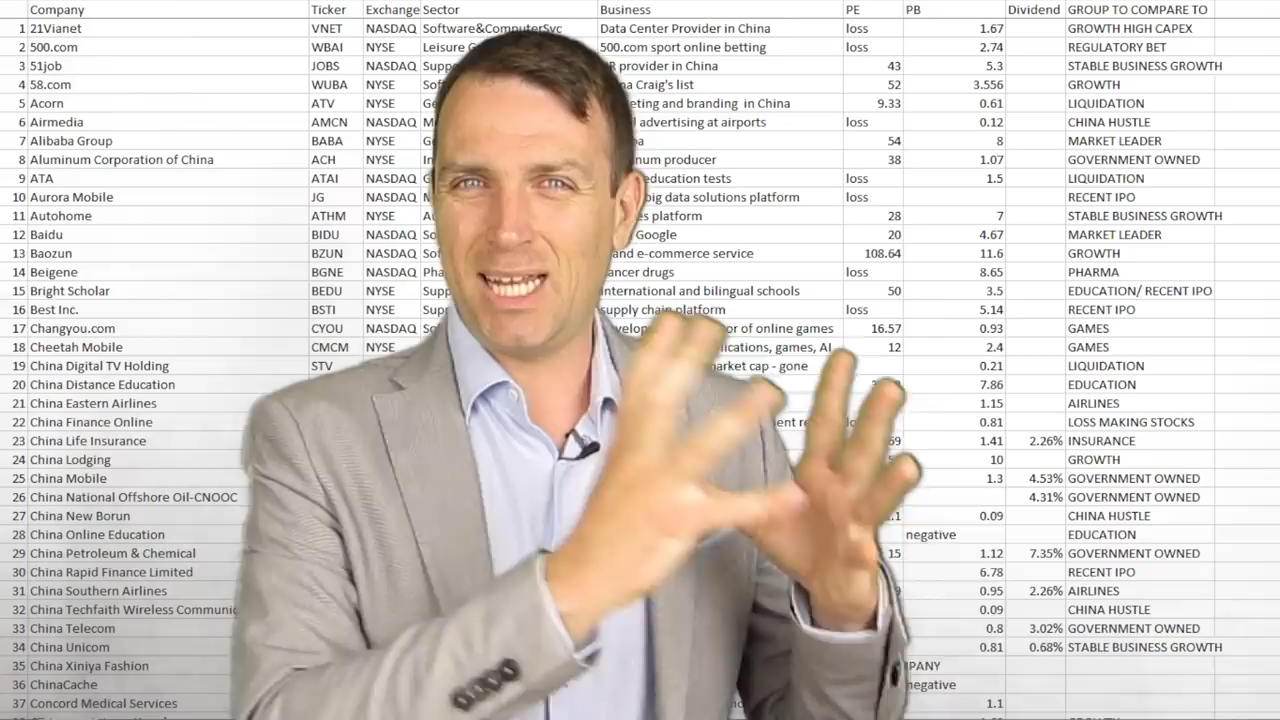 Company Ticker Exchange Sector Business PE PB Dividend GROUP TO COMPARE TO
1 21Vianet VNET NASDAQ Software&ComputerSvc Data Center Provider in China loss 1.67 GROWTH HIGH CAPEX
2 500.com WBAI NYSE Leisure 500.com sport online betting loss 2.74 REGULATORY BET
3 51job JOBS NASDAQ provider in China 43 5.3 STABLE BUSINESS GROWTH
4 58.com WUBA NYSE Craig's list 52 3.556 GROWTH
5 Acorn ATV NYSE and branding in China 9.33 0.61 LIQUIDATION
6 Airmedia AMCN NASDAQ advertising at airports loss 0.12 CHINA HUSTLE
7 Alibaba Group BABA NYSE 54 8 MARKET LEADER
8 Aluminum Corporation of China ACH NYSE producer 38 1.07 GOVERNMENT OWNED
9 ATA ATAI NASDAQ education tests loss 1.5 LIQUIDATION
10 Aurora Mobile JG NASDAQ big data solutions platform loss RECENT IPO
11 Autohome ATHM NYSE platform 28 7 STABLE BUSINESS GROWTH
12 Baidu BIDU NASDAQ Google 20 4.67 MARKET LEADER
13 Baozun BZUN NASDAQ and e-commerce service 108.64 11.6 GROWTH
14 Beigene BGNE NASDAQ cancer drugs loss 8.65 PHARMA
15 Bright Scholar BEDU NYSE International and bilingual schools 50 3.5 EDUCATION/ RECENT IPO
16 Best Inc. BSTI NYSE supply chain platform loss 5.14 RECENT IPO
17 Changyou.com CYOU NASDAQ of online games 16.57 0.93 GAMES
18 Cheetah Mobile CMCM NYSE games, AI 12 2.4 GAMES
19 China Digital TV Holding STV market cap - gone 0.21 LIQUIDATION
20 China Distance Education 7.86 EDUCATION
21 China Eastern Airlines 1.15 AIRLINES
22 China Finance Online 0.81 LOSS MAKING STOCKS
23 China Life Insurance 1.41 2.26% INSURANCE
24 China Lodging 10 GROWTH
25 China Mobile 1.3 4.53% GOVERNMENT OWNED
26 China National Offshore Oil-CNOOC 4.31% GOVERNMENT OWNED
27 China New Borun 0.09 CHINA HUSTLE
28 China Online Education negative EDUCATION
29 China Petroleum & Chemical 15 1.12 7.35% GOVERNMENT OWNED
30 China Rapid Finance Limited 6.78 RECENT IPO
31 China Southern Airlines 0.95 2.26% AIRLINES
32 China Techfaith Wireless 0.09 CHINA HUSTLE
33 China Telecom 0.8 3.02% GOVERNMENT OWNED
34 China Unicom 0.81 0.68% STABLE BUSINESS GROWTH
35 China Xiniya Fashion
36 ChinaCache negative
37 Concord Medical Services 1.1